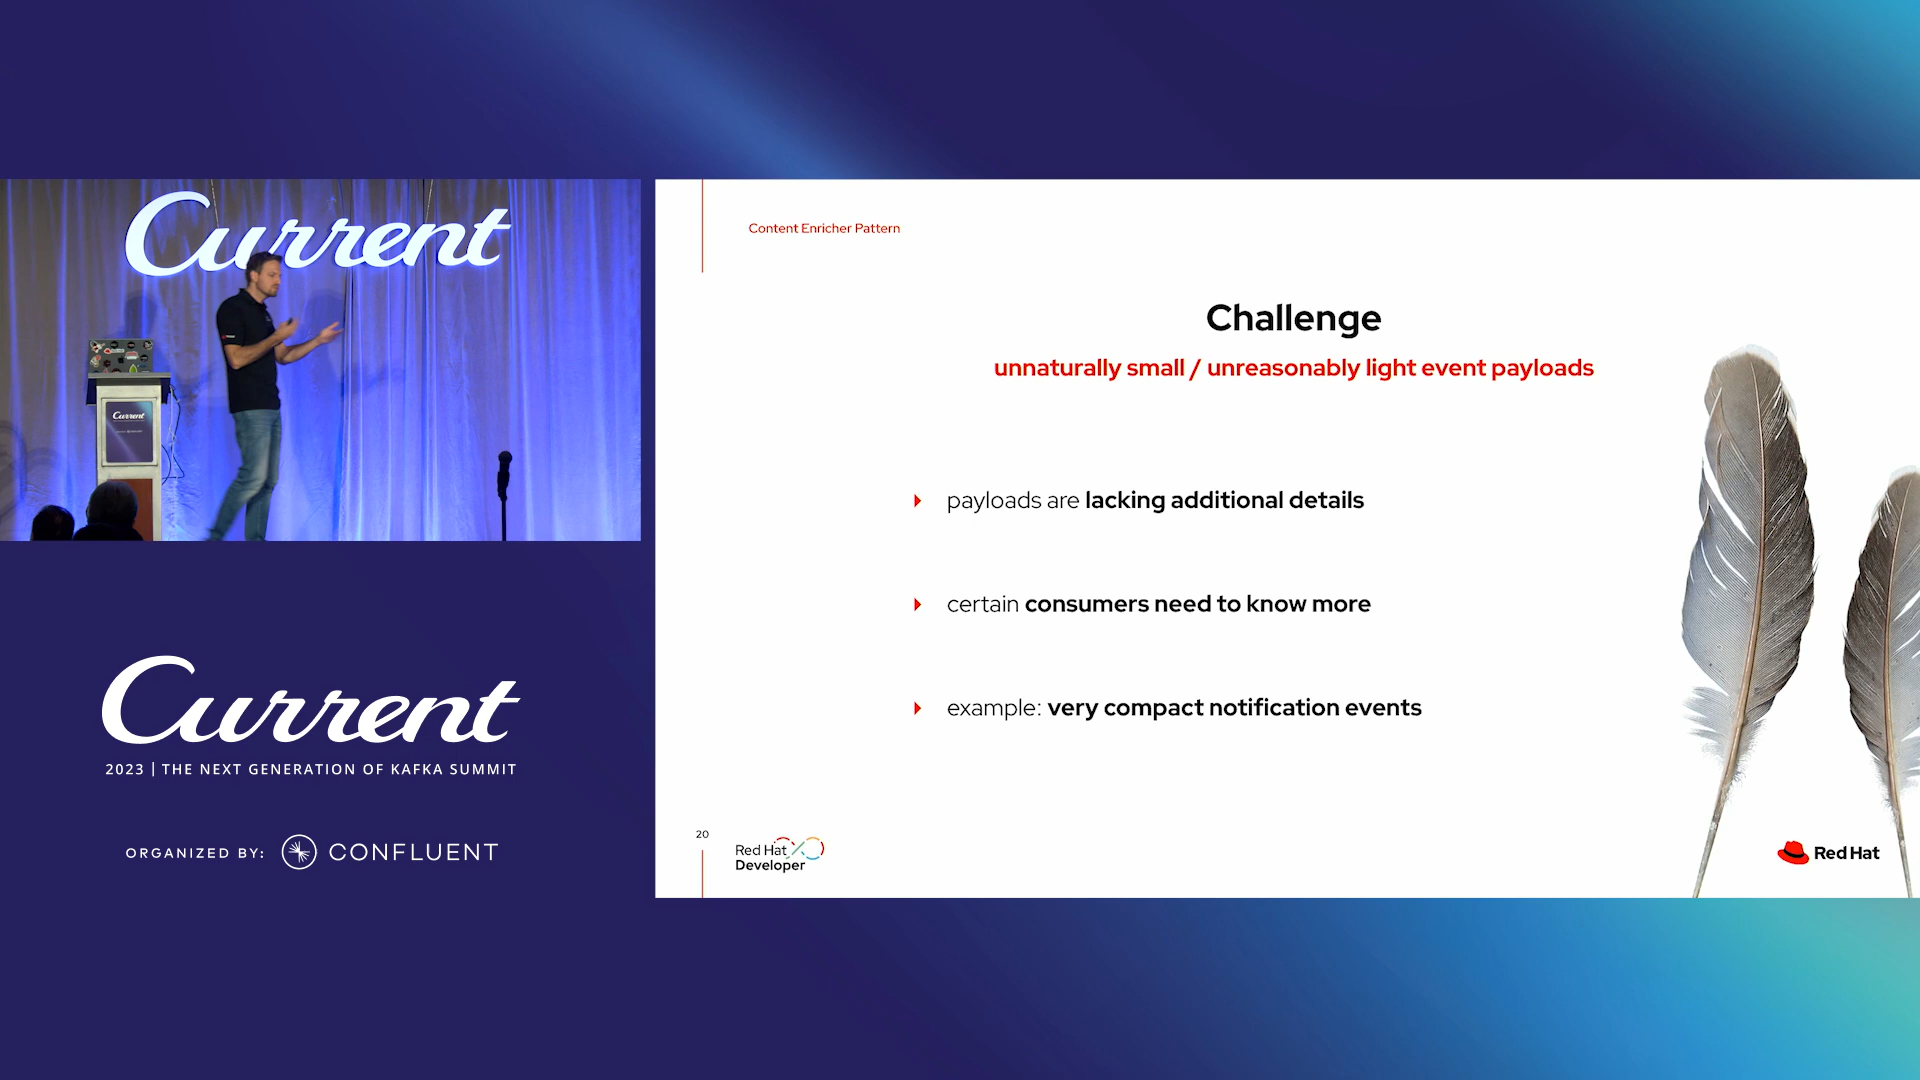 Current
Current
Current
2023 | THE NEXT GENERATION OF KAFKA SUMMIT
ORGANIZED BY: CONFLUENT
Content Enricher Pattern
Challenge
unnaturally small / unreasonably light event payloads
payloads are lacking additional details
certain consumers need to know more
example: very compact notification events
20
Red Hat
Developer
Red Hat